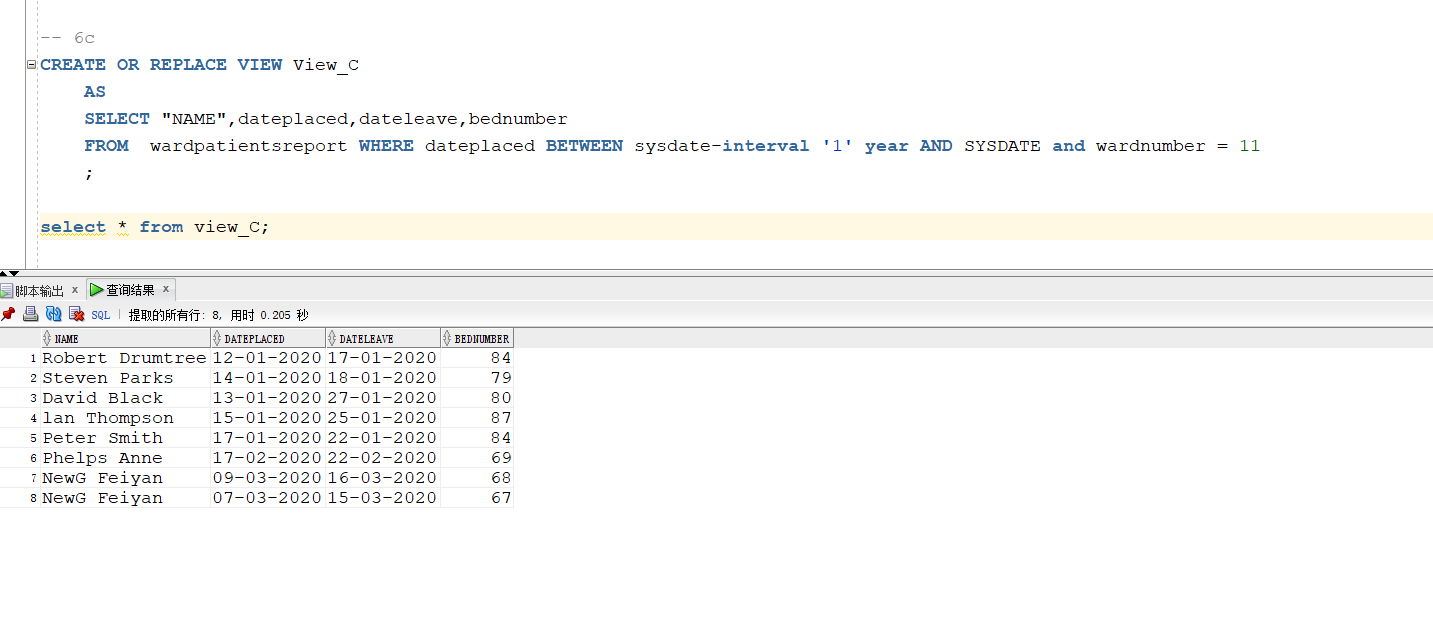 -- 6c
CREATE OR REPLACE VIEW View_C
AS
SELECT "NAME",dateplaced,dateleave,bednumber
FROM  wardpatientsreport WHERE dateplaced BETWEEN sysdate-interval '1' year AND SYSDATE and wardnumber = 11
;
select * from view_C;
脚本输出 x 查询结果 x
SQL | 提取的所有行: 8, 用时 0.205 秒
NAME DATEPLACED DATELEAVE BEDNUMBER
1 Robert Drumtree 12-01-2020 17-01-2020 84
2 Steven Parks 14-01-2020 18-01-2020 79
3 David Black 13-01-2020 27-01-2020 80
4 lan Thompson 15-01-2020 25-01-2020 87
5 Peter Smith 17-01-2020 22-01-2020 84
6 Phelps Anne 17-02-2020 22-02-2020 69
7 NewG Feiyan 09-03-2020 16-03-2020 68
8 NewG Feiyan 07-03-2020 15-03-2020 67